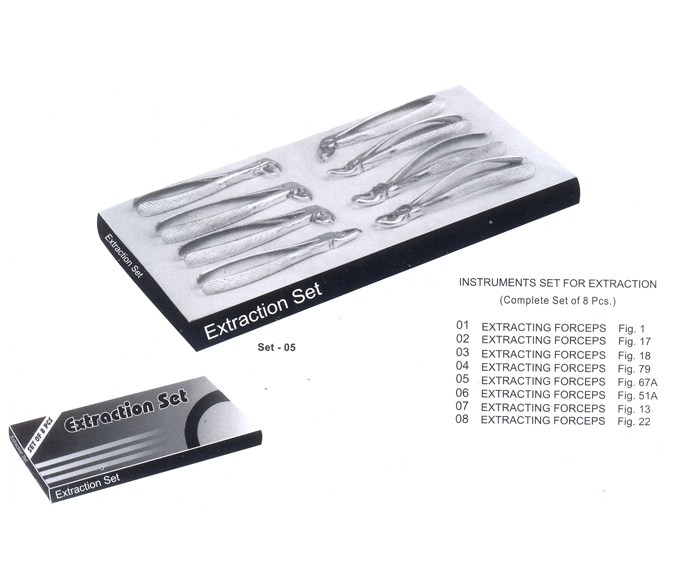 Extraction Set
Extraction Set
Set - 05
INSTRUMENTS SET FOR EXTRACTION
(Complete Set of 8 Pcs.)
01 EXTRACTING FORCEPS Fig. 1
02 EXTRACTING FORCEPS Fig. 17
03 EXTRACTING FORCEPS Fig. 18
04 EXTRACTING FORCEPS Fig. 79
05 EXTRACTING FORCEPS Fig. 67A
06 EXTRACTING FORCEPS Fig. 51A
07 EXTRACTING FORCEPS Fig. 13
08 EXTRACTING FORCEPS Fig. 22
Extraction Set
SET OF 8 PCS
Extraction Set
Extraction Set